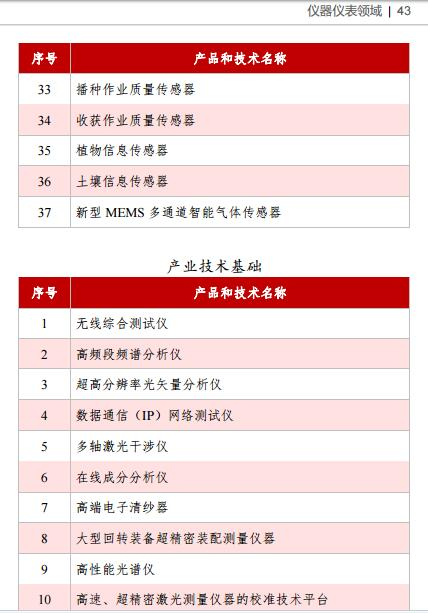 仪器仪表领域 | 43
序号 产品和技术名称
33 播种作业质量传感器
34 收获作业质量传感器
35 植物信息传感器
36 土壤信息传感器
37 新型 MEMS 多通道智能气体传感器
产业技术基础
序号 产品和技术名称
1 无线综合测试仪
2 高频段频谱分析仪
3 超高分辨率光矢量分析仪
4 数据通信（IP）网络测试仪
5 多轴激光干涉仪
6 在线成分分析仪
7 高端电子清纱器
8 大型回转装备超精密装配测量仪器
9 高性能光谱仪
10 高速、超精密激光测量仪器的校准技术平台